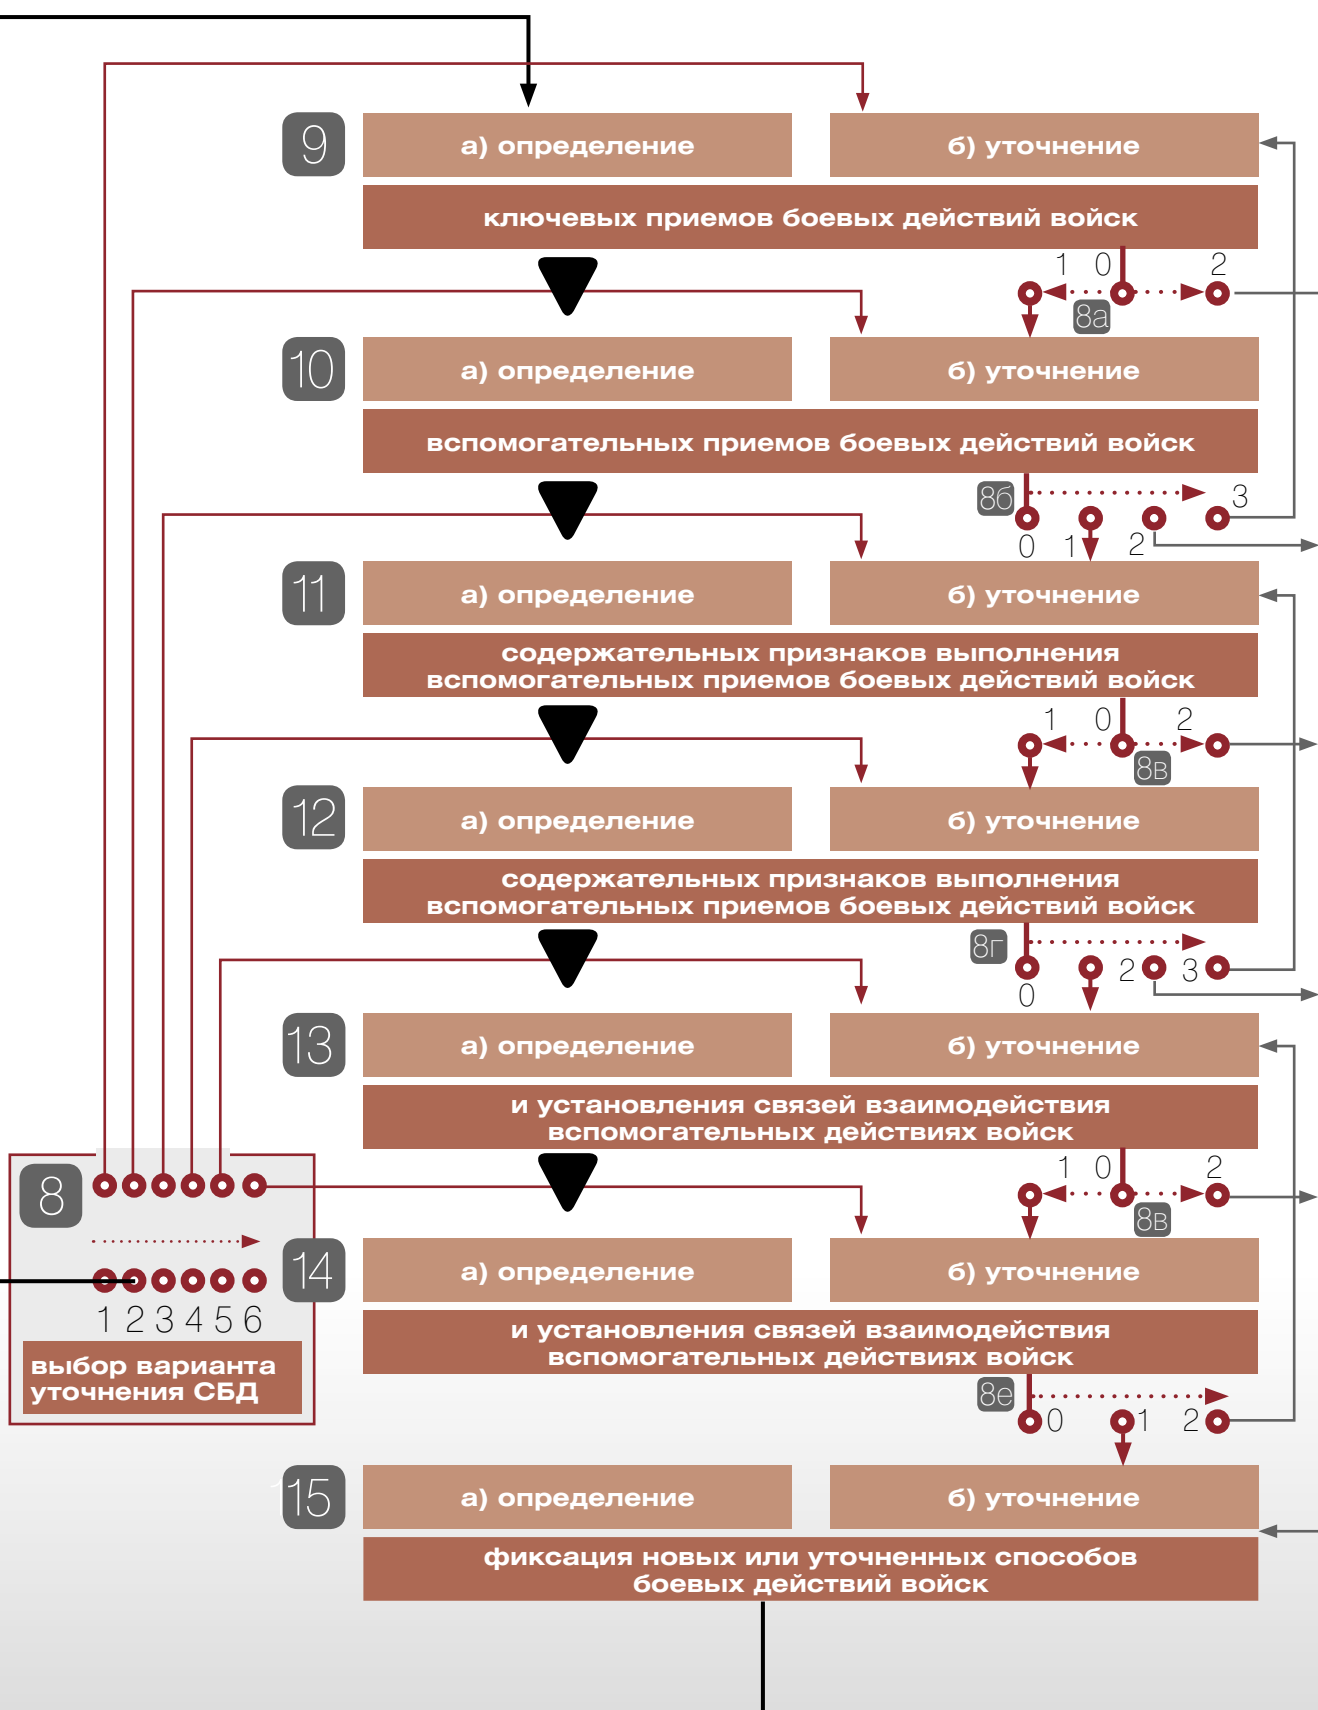 9
а) определение
б) уточнение
ключевых приемов боевых действий войск
1 0 2
8а
10
а) определение
б) уточнение
вспомогательных приемов боевых действий войск
8б
3
0 1 2
11
а) определение
б) уточнение
содержательных признаков выполнения
вспомогательных приемов боевых действий войск
1 0 2
8в
12
а) определение
б) уточнение
содержательных признаков выполнения
вспомогательных приемов боевых действий войск
8г
2 3
0
13
а) определение
б) уточнение
и установления связей взаимодействия
вспомогательных действиях войск
1 0 2
8в
8
1 2 3 4 5 6
выбор варианта
уточнения СБД
14
а) определение
б) уточнение
и установления связей взаимодействия
вспомогательных действиях войск
8е
0 1 2
15
а) определение
б) уточнение
фиксация новых или уточненных способов
боевых действий войск